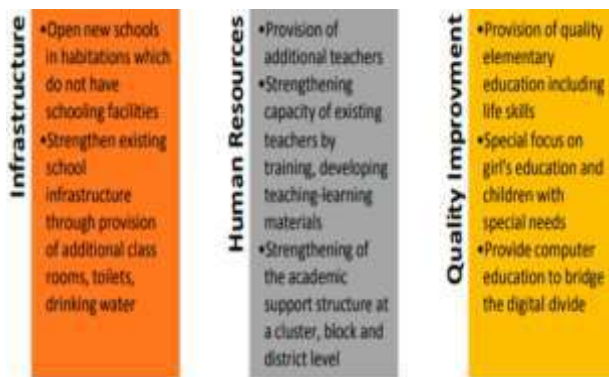 Infrastructure
•Open new schools
in habitations which
do not have
schooling facilities
•Strengthen existing
school
infrastructure
through provision
of additional class
rooms, toilets,
drinking water
Human Resources
•Provision of
additional teachers
•Strengthening
capacity of existing
teachers by
training, developing
teaching-learning
materials
•Strengthening of
the academic
support structure at
a cluster, block and
district level
Quality Improvment
•Provision of quality
elementary
education including
life skills
•Special focus on
girl's education and
children with
special needs
•Provide computer
education to bridge
the digital divide